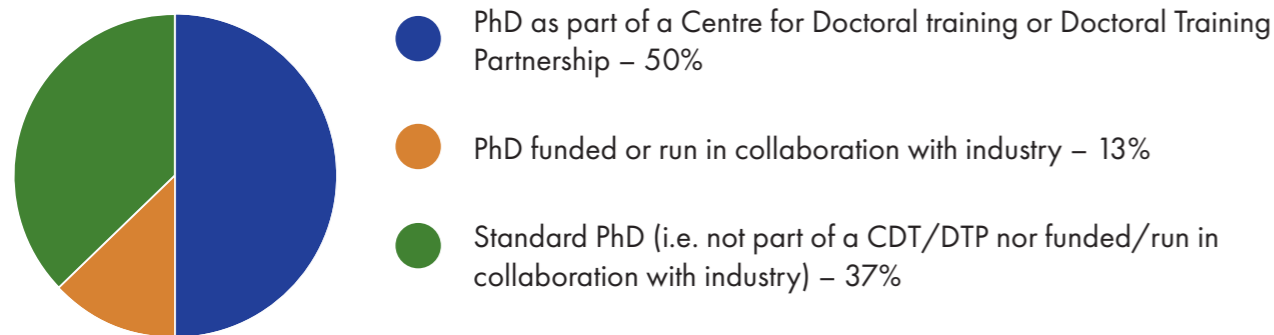 PhD as part of a Centre for Doctoral training or Doctoral Training
Partnership – 50%
PhD funded or run in collaboration with industry – 13%
Standard PhD (i.e. not part of a CDT/DTP nor funded/run in
collaboration with industry) – 37%